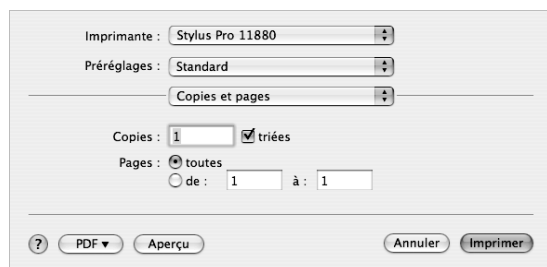 Imprimante : Stylus Pro 11880
Préréglages : Standard
Copies et pages
Copies : 1 triées
Pages : toutes
de : 1 à : 1
? PDF Aperçu Annuler Imprimer